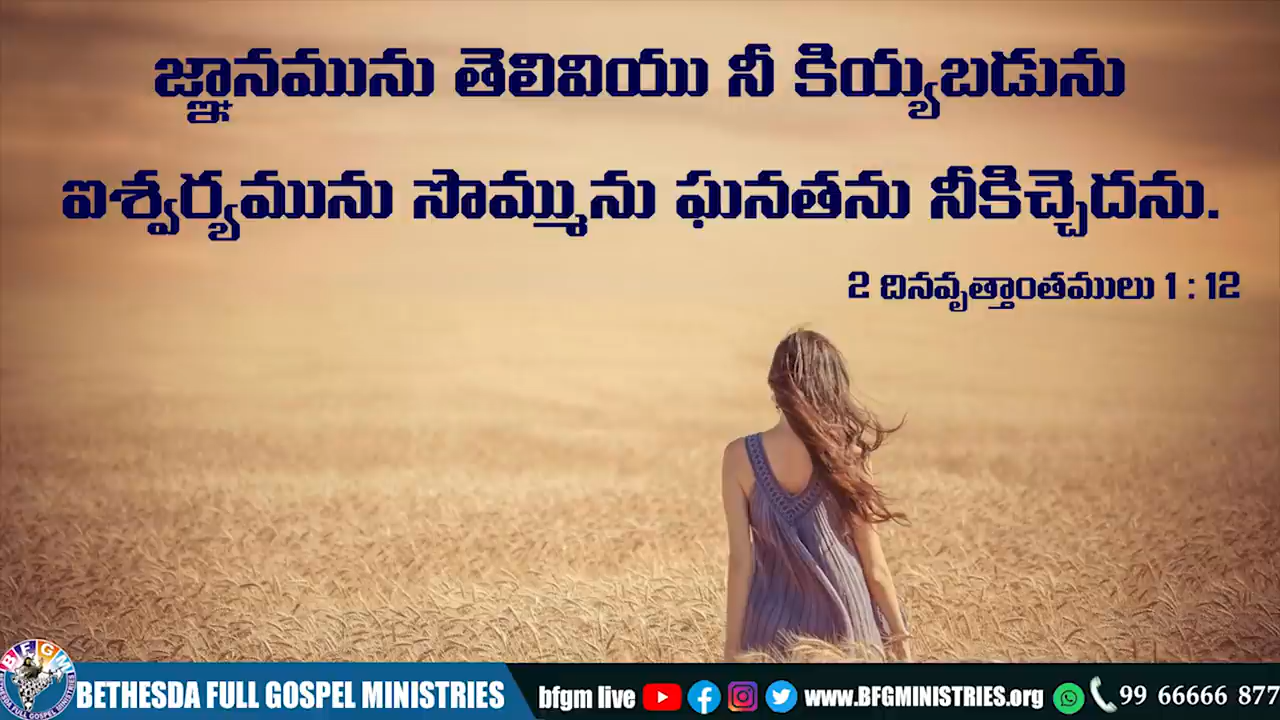 జ్ఞానమును తెలివియు నీ కియ్యబడును
ఐశ్వర్యమును సొమ్మును ఘనతను నీకిచ్చెదను.
2 దినవృత్తాంతములు 1 : 12
BFGM
BETHESDA FULL GOSPEL MINISTRIES bfgm live www.BFGMINISTRIES.org 99 66666 877